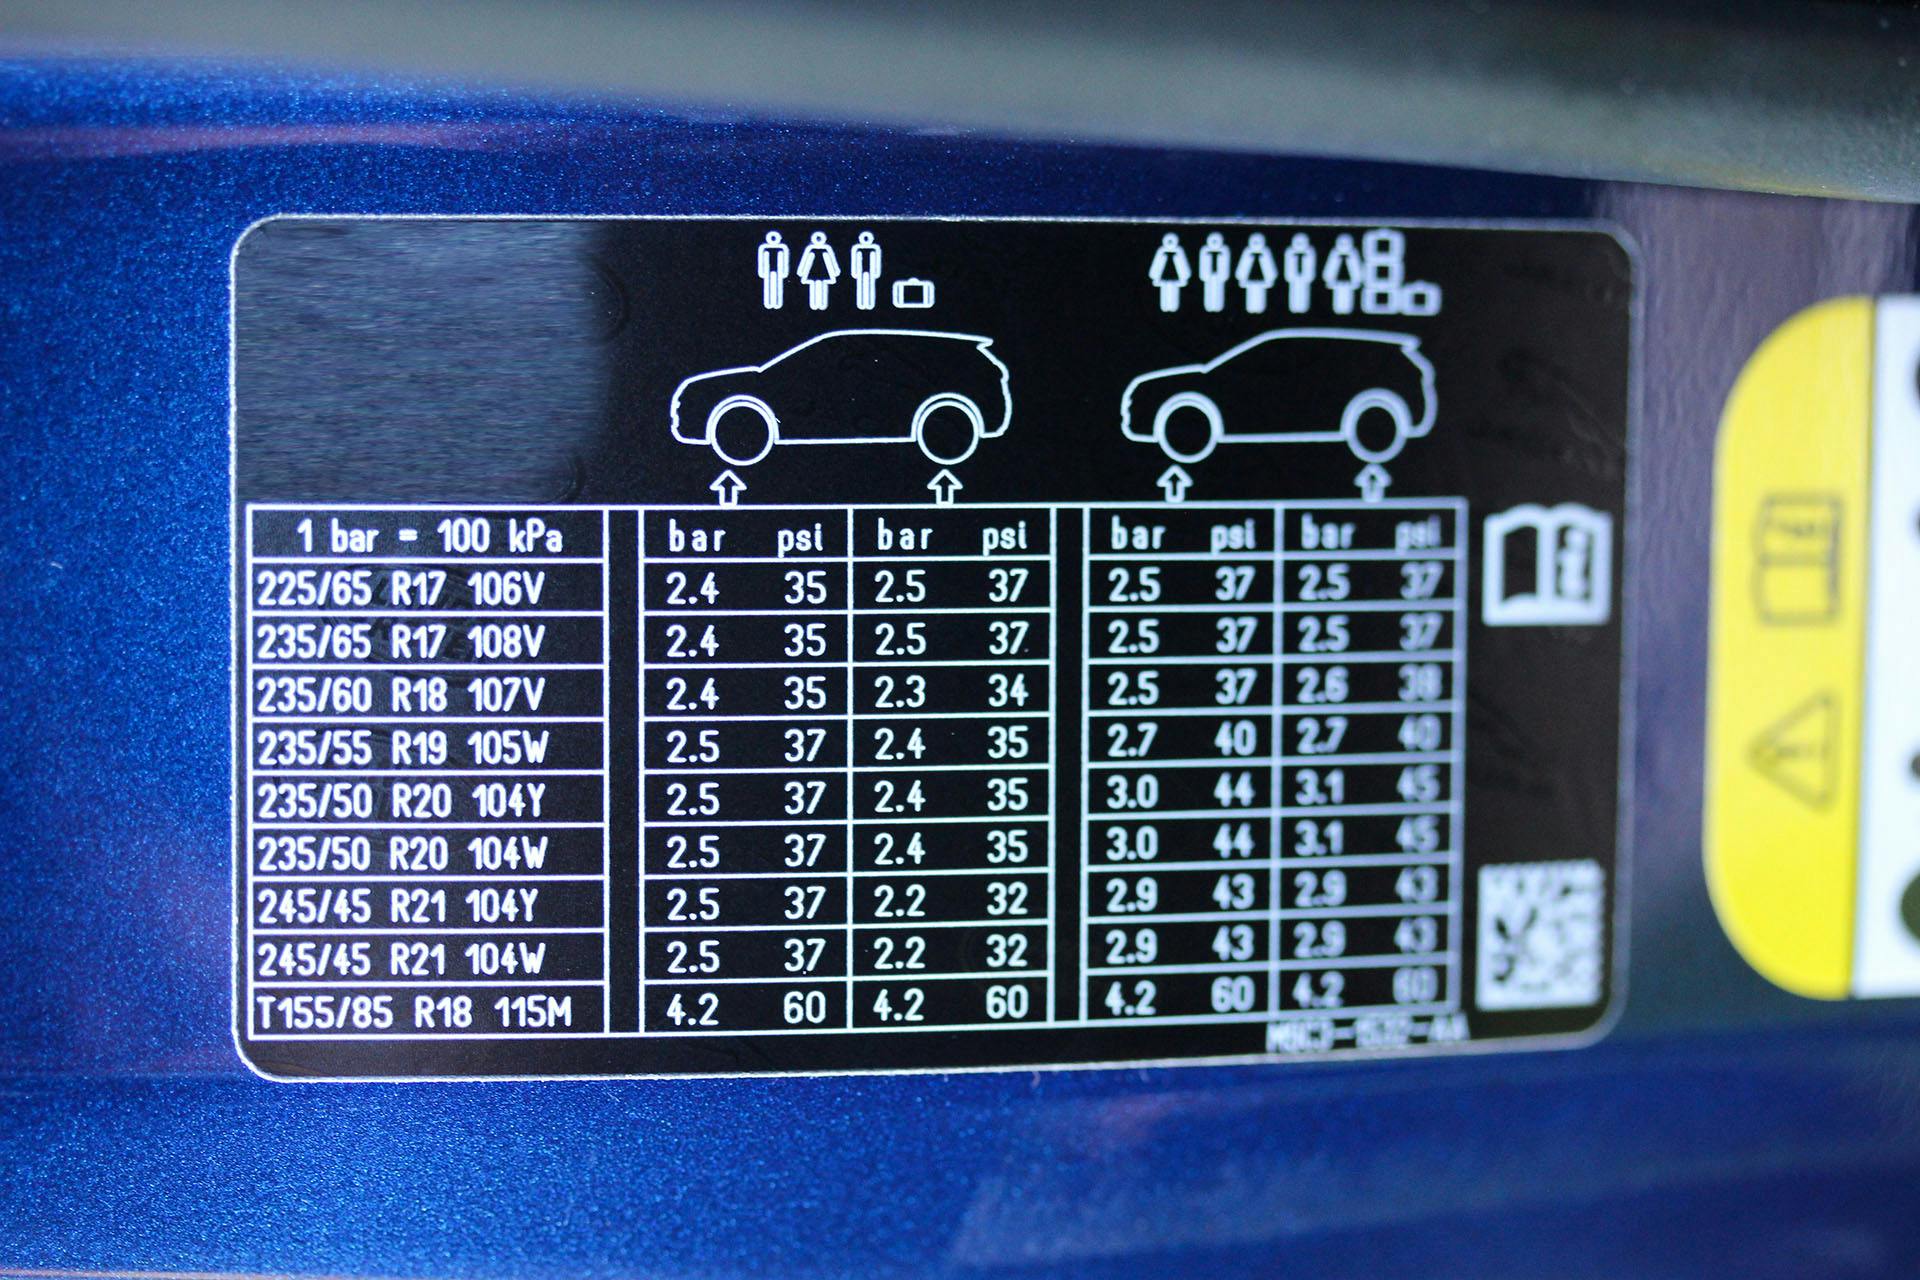 1 bar = 100 kPa bar psi bar psi bar psi bar psi
225/65 R17 106V 2.4 35 2.5 37 2.5 37 2.5 37
235/65 R17 108V 2.4 35 2.5 37 2.5 37 2.5 37
235/60 R18 107V 2.4 35 2.3 34 2.5 37 2.6 38
235/55 R19 105W 2.5 37 2.4 35 2.7 40 2.7 40
235/50 R20 104Y 2.5 37 2.4 35 3.0 44 3.1 45
235/50 R20 104W 2.5 37 2.4 35 3.0 44 3.1 45
245/45 R21 104Y 2.5 37 2.2 32 2.9 43 2.9 43
245/45 R21 104W 2.5 37 2.2 32 2.9 43 2.9 43
T155/85 R18 115M 4.2 60 4.2 60 4.2 60 4.2 60